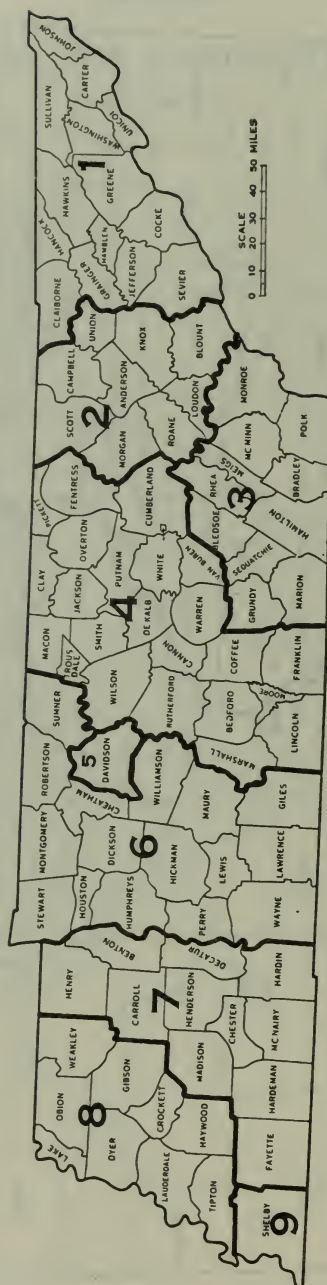 JOHNSON
SULLIVAN
CARTER
WASHINGTON
UNICOI
HAWKINS
1
GREENE
HANCOCK
HAMBLEN
CLAIBORNE
GRAINGER
JEFFERSON
COCKE
SEVIER
UNION
KNOX
BLOUNT
CAMPBELL
ANDERSON
LOUDON
SCOTT
2
MORGAN
ROANE
MONROE
MC MINN
POLK
MEIGS
BRADLEY
RHEA
3
HAMILTON
BLEDSOE
SEQUATCHIE
MARION
GRUNDY
PICKETT
FENTRESS
CUMBERLAND
OVERTON
CLAY
JACKSON
PUTNAM
WHITE
VAN BUREN
4
DE KALB
WARREN
MACON
SMITH
TROUS
DALE
CANNON
COFFEE
FRANKLIN
SUMNER
WILSON
RUTHERFORD
BEDFORD
MOORE
LINCOLN
MARSHALL
ROBERTSON
5
DAVIDSON
WILLIAMSON
MAURY
GILES
CHEATHAM
MONTGOMERY
DICKSON
6
HICKMAN
LEWIS
LAWRENCE
STEWART
HOUSTON
HUMPHREYS
PERRY
WAYNE
BENTON
DECATUR
HENRY
CARROLL
7
HENDERSON
HARDIN
CHESTER
MC NAIRY
WEAKLEY
GIBSON
MADISON
HARDEMAN
OBION
8
CROCKETT
HAYWOOD
FAYETTE
LAKE
DYER
LAUDERDALE
TIPTON
SHELBY
9
SCALE
0 10 20 30 40 50 MILES